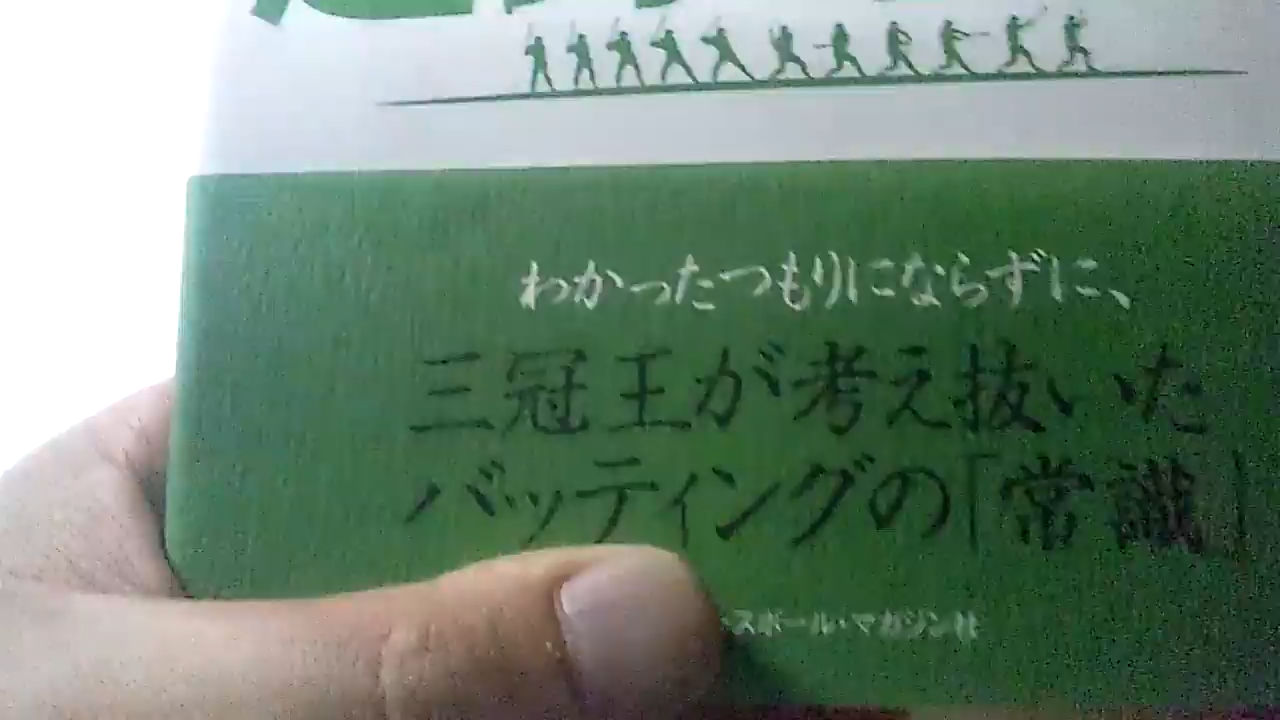 わかったつもりにならずに、
三冠王が考え抜いた
バッティングの「常識」
スボール・マガジン社